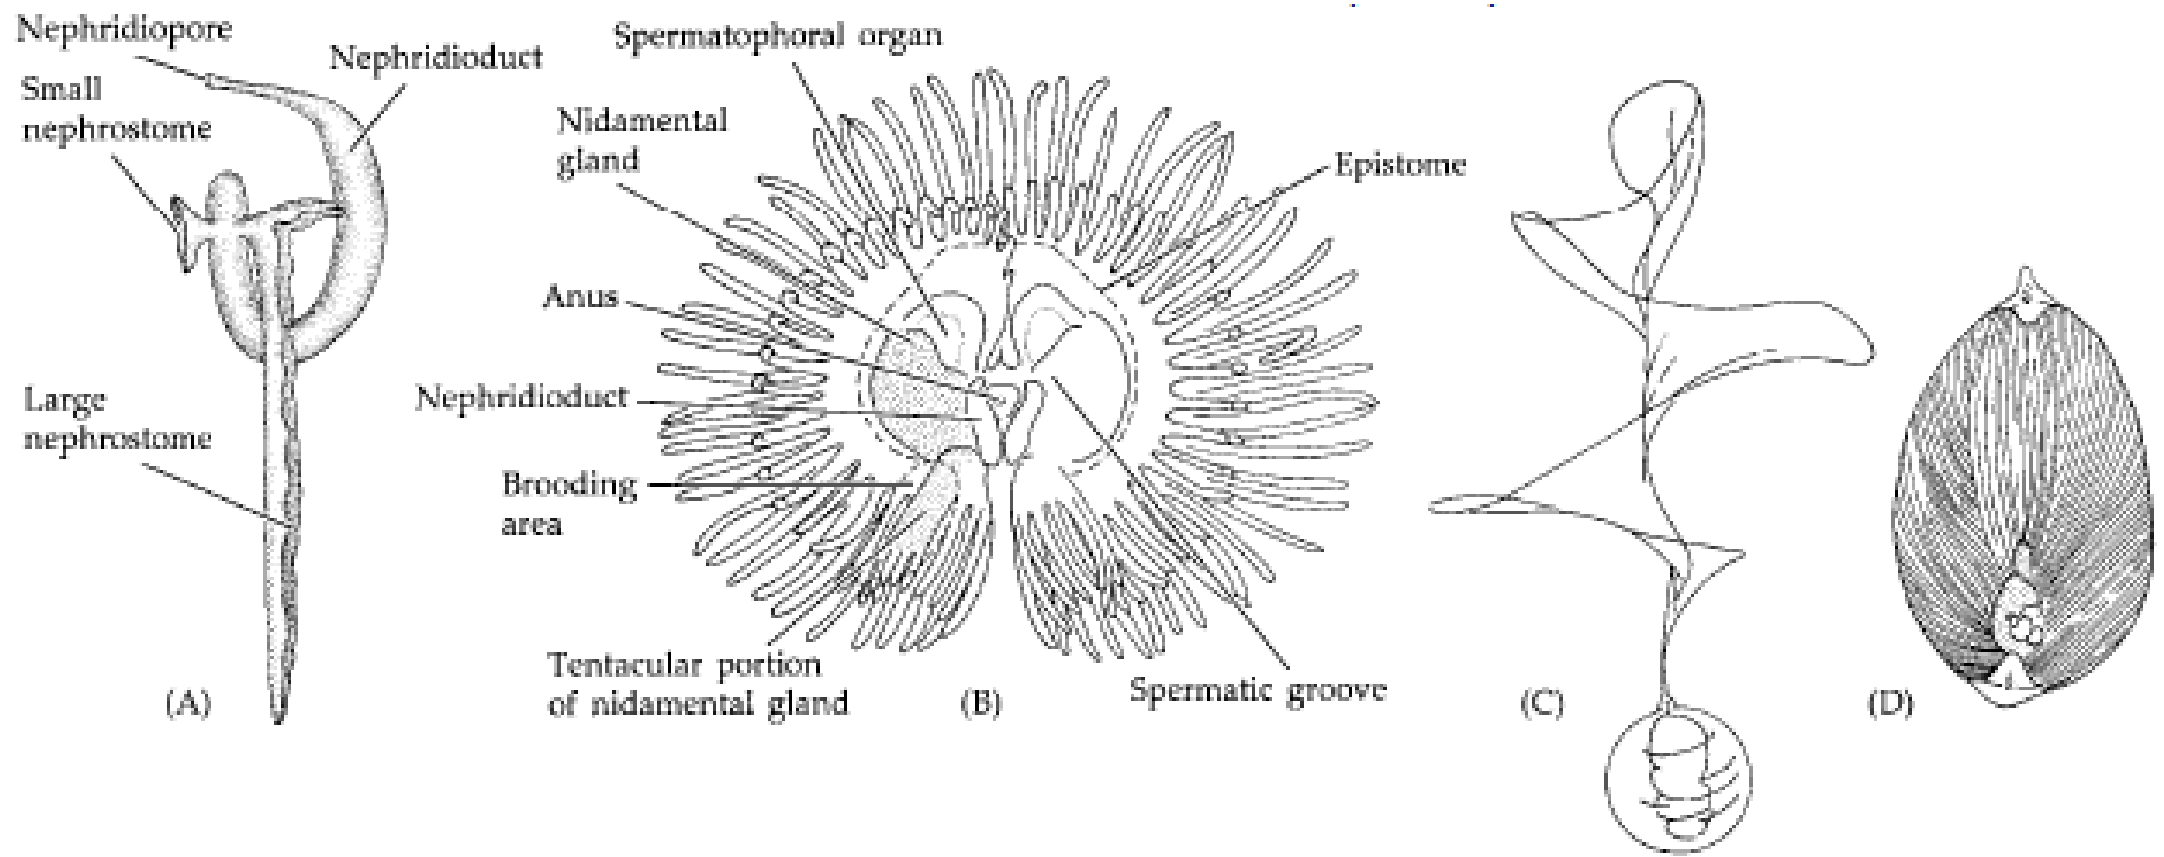 Nephridiopore
Nephridioduct
Small
nephrostome
Large
nephrostome
(A)
Spermatophoral organ
Nidamental
gland
Epistome
Anus
Nephridioduct
Brooding
area
Tentacular portion
of nidamental gland
(B)
Spermatic groove
(C)
(D)